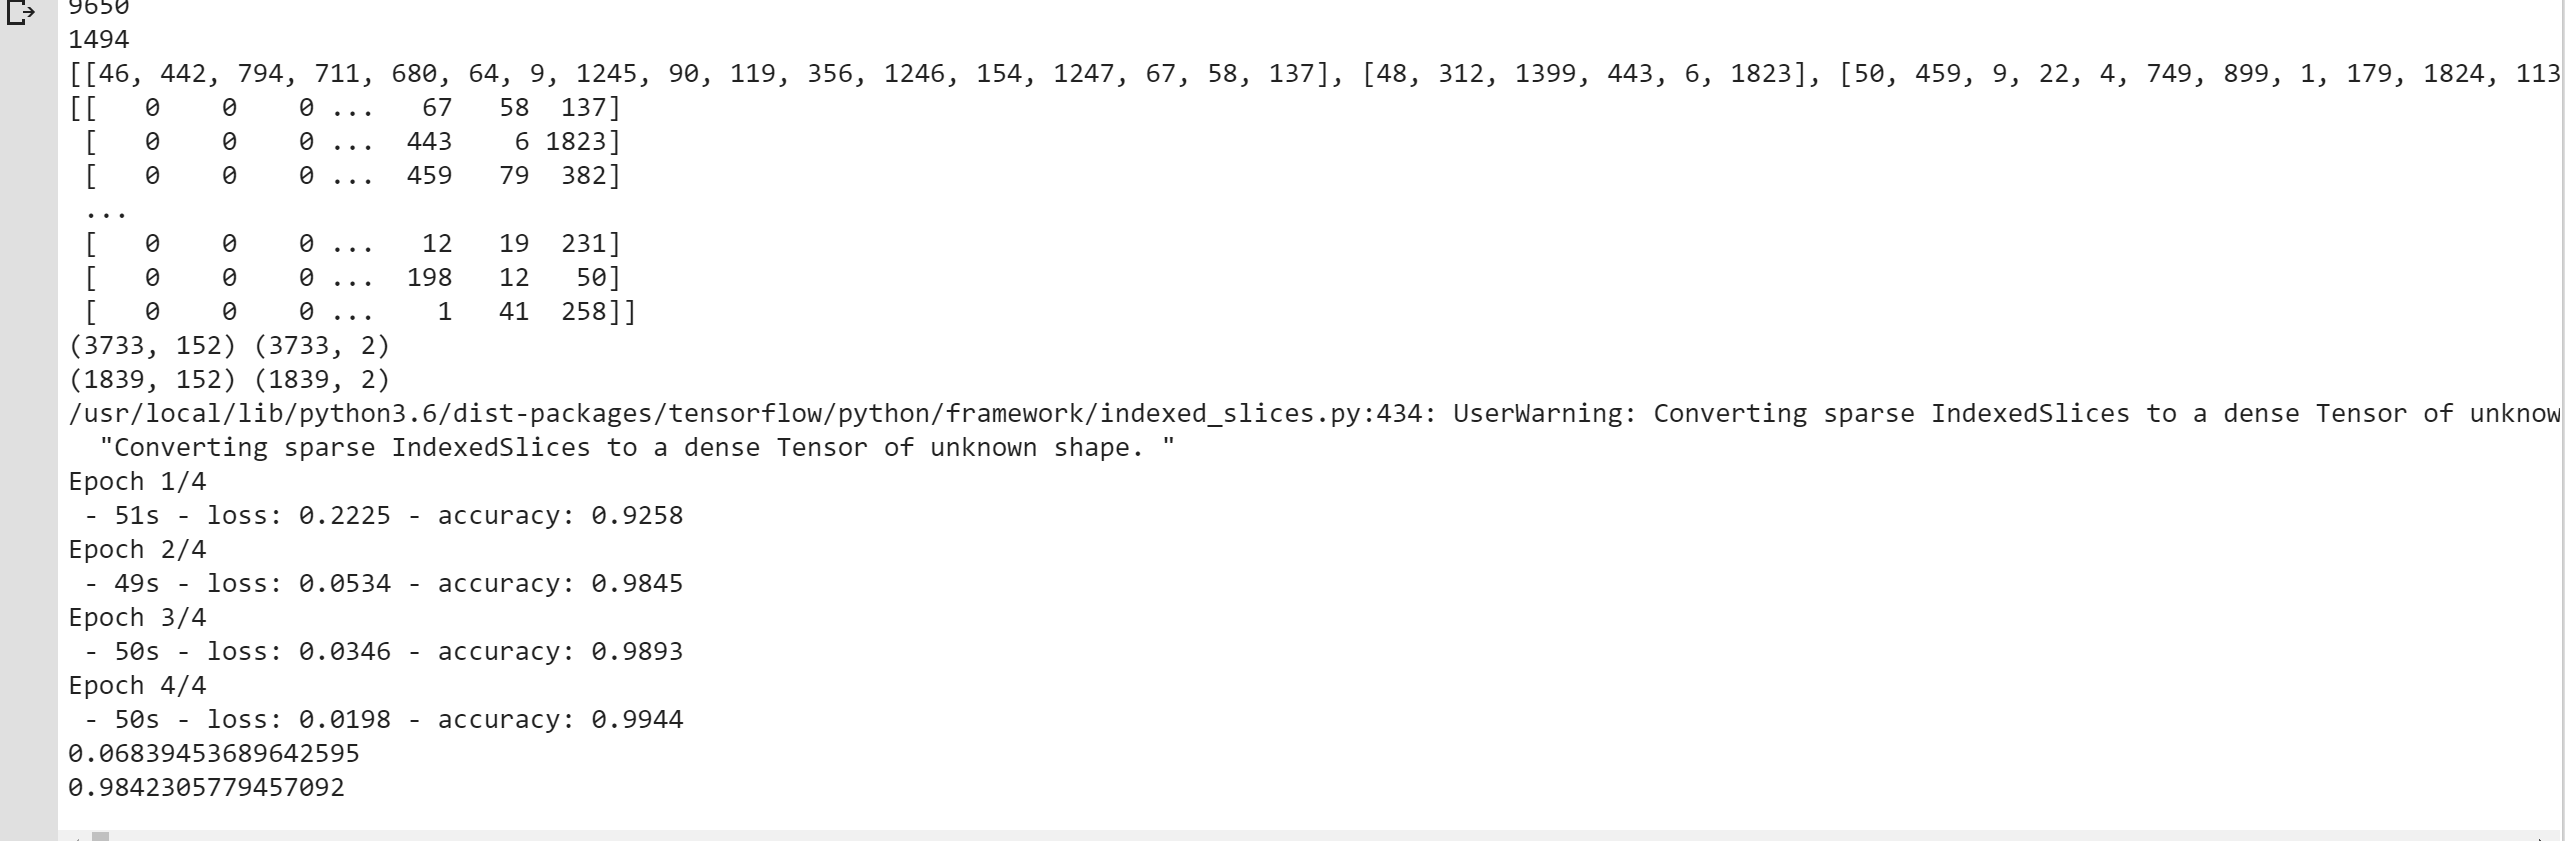 9650
1494
[[46, 442, 794, 711, 680, 64, 9, 1245, 90, 119, 356, 1246, 154, 1247, 67, 58, 137], [48, 312, 1399, 443, 6, 1823], [50, 459, 9, 22, 4, 749, 899, 1, 179, 1824, 113
[[   0    0    0 ...   67   58  137]
 [   0    0    0 ...  443    6 1823]
 [   0    0    0 ...  459   79  382]
 ...
 [   0    0    0 ...   12   19  231]
 [   0    0    0 ...  198   12   50]
 [   0    0    0 ...    1   41  258]]
(3733, 152) (3733, 2)
(1839, 152) (1839, 2)
/usr/local/lib/python3.6/dist-packages/tensorflow/python/framework/indexed_slices.py:434: UserWarning: Converting sparse IndexedSlices to a dense Tensor of unknow
  "Converting sparse IndexedSlices to a dense Tensor of unknown shape. "
Epoch 1/4
 - 51s - loss: 0.2225 - accuracy: 0.9258
Epoch 2/4
 - 49s - loss: 0.0534 - accuracy: 0.9845
Epoch 3/4
 - 50s - loss: 0.0346 - accuracy: 0.9893
Epoch 4/4
 - 50s - loss: 0.0198 - accuracy: 0.9944
0.06839453689642595
0.9842305779457092